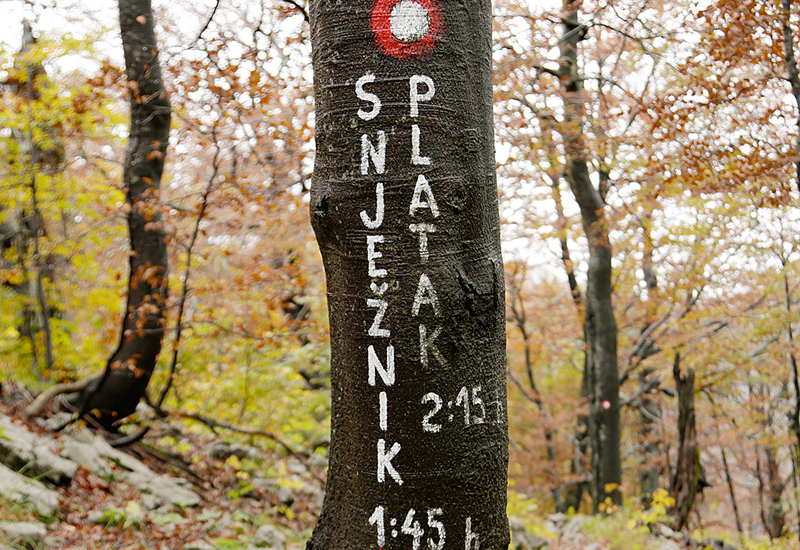 SNJEŽNIK
1:45 h
PLATAK
2:15 h